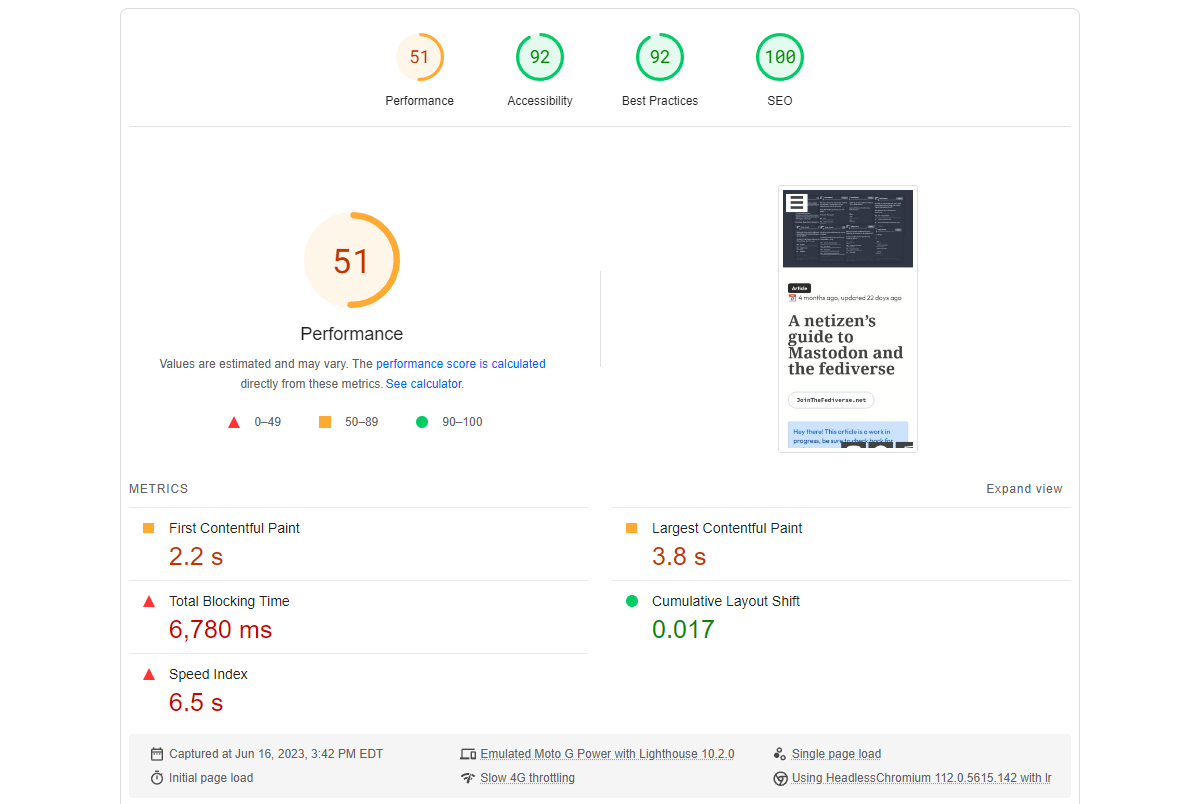 51
92
92
100
Performance
Accessibility
Best Practices
SEO
51
Performance
Values are estimated and may vary. The performance score is calculated
directly from these metrics. See calculator.
0–49
50–89
90–100
Article
4 months ago, updated 22 days ago
A netizen’s
guide to
Mastodon and
the fediverse
JoinTheFediverse.net
Hey there! This article is a work in
progress, be sure to check back for
METRICS
Expand view
First Contentful Paint
2.2 s
Largest Contentful Paint
3.8 s
Total Blocking Time
6,780 ms
Cumulative Layout Shift
0.017
Speed Index
6.5 s
Captured at Jun 16, 2023, 3:42 PM EDT
Emulated Moto G Power with Lighthouse 10.2.0
Single page load
Initial page load
Slow 4G throttling
Using HeadlessChromium 112.0.5615.142 with lr